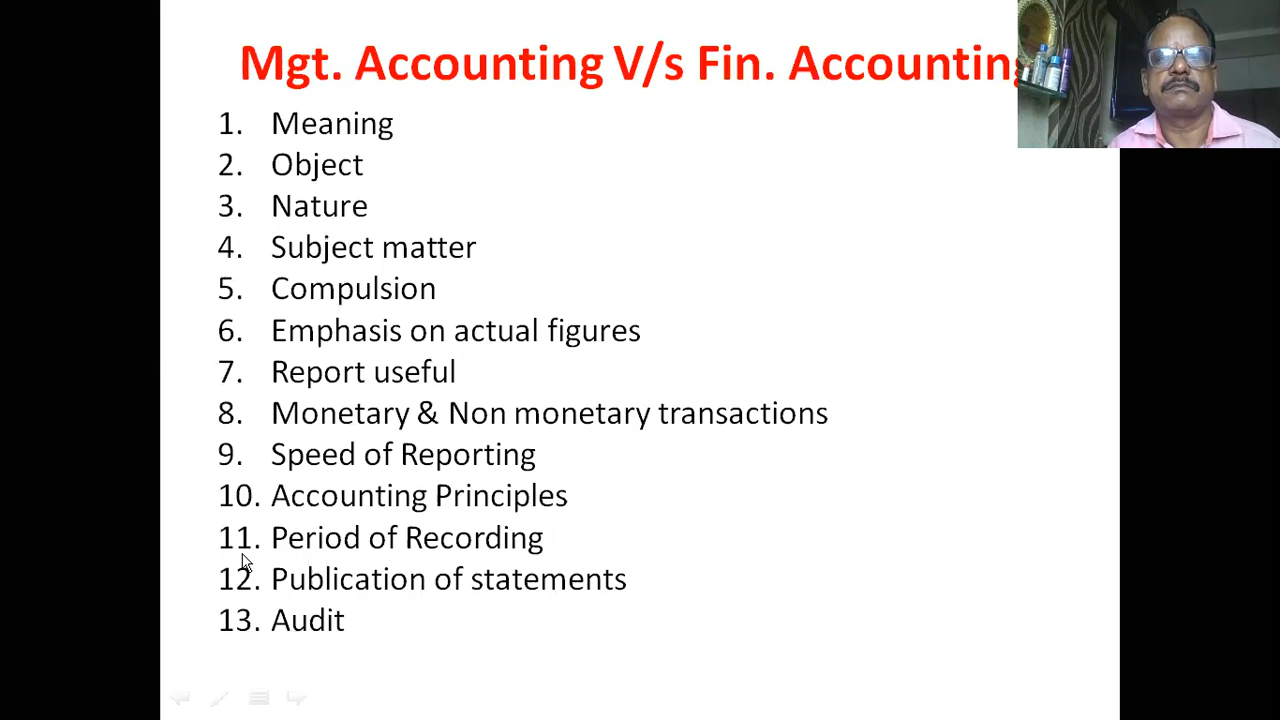 Mgt. Accounting V/s Fin. Accounting
1. Meaning
2. Object
3. Nature
4. Subject matter
5. Compulsion
6. Emphasis on actual figures
7. Report useful
8. Monetary & Non monetary transactions
9. Speed of Reporting
10. Accounting Principles
11. Period of Recording
12. Publication of statements
13. Audit